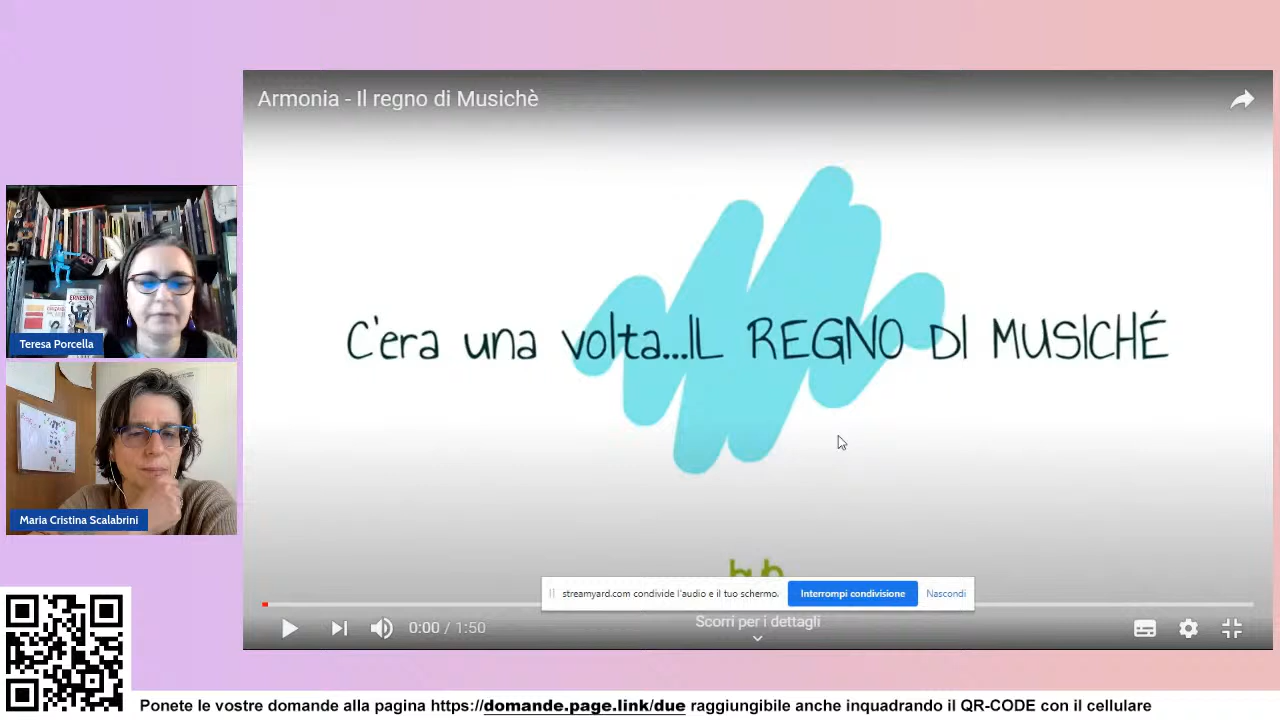 Armonia - Il regno di Musichè
C'era una volta...IL REGNO DI MUSICHÉ
ERNESTO
Teresa Porcella
Maria Cristina Scalabrini
streamyard.com condivide l'audio e il tuo schermo.
Interrompi condivisione
Nascondi
0:00 / 1:50
Scorri per i dettagli
Ponete le vostre domande alla pagina https://domande.page.link/due raggiungibile anche inquadrando il QR-CODE con il cellulare